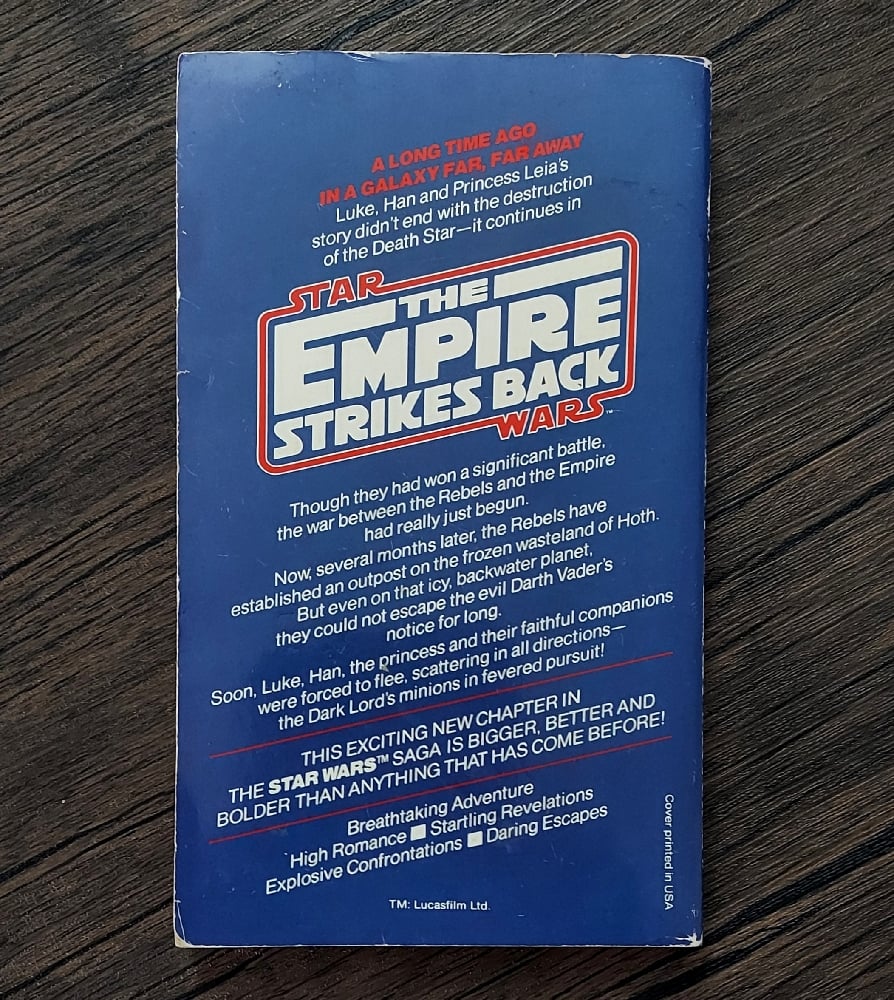 A LONG TIME AGO
IN A GALAXY FAR, FAR AWAY
Luke, Han and Princess Leia's
story didn't end with the destruction
of the Death Star—it continues in
STAR
THE
EMPIRE
STRIKES BACK
WARS™
Though they had won a significant battle,
the war between the Rebels and the Empire
had really just begun.
Now, several months later, the Rebels have
established an outpost on the frozen wasteland of Hoth.
But even on that icy, backwater planet,
they could not escape the evil Darth Vader's
notice for long.
Soon, Luke, Han, the princess and their faithful companions
were forced to flee, scattering in all directions—
the Dark Lord's minions in fevered pursuit!
THIS EXCITING NEW CHAPTER IN
THE STAR WARS™ SAGA IS BIGGER, BETTER AND
BOLDER THAN ANYTHING THAT HAS COME BEFORE!
Breathtaking Adventure
High Romance ■ Startling Revelations
Explosive Confrontations ■ Daring Escapes
TM: Lucasfilm Ltd.
Cover printed in USA